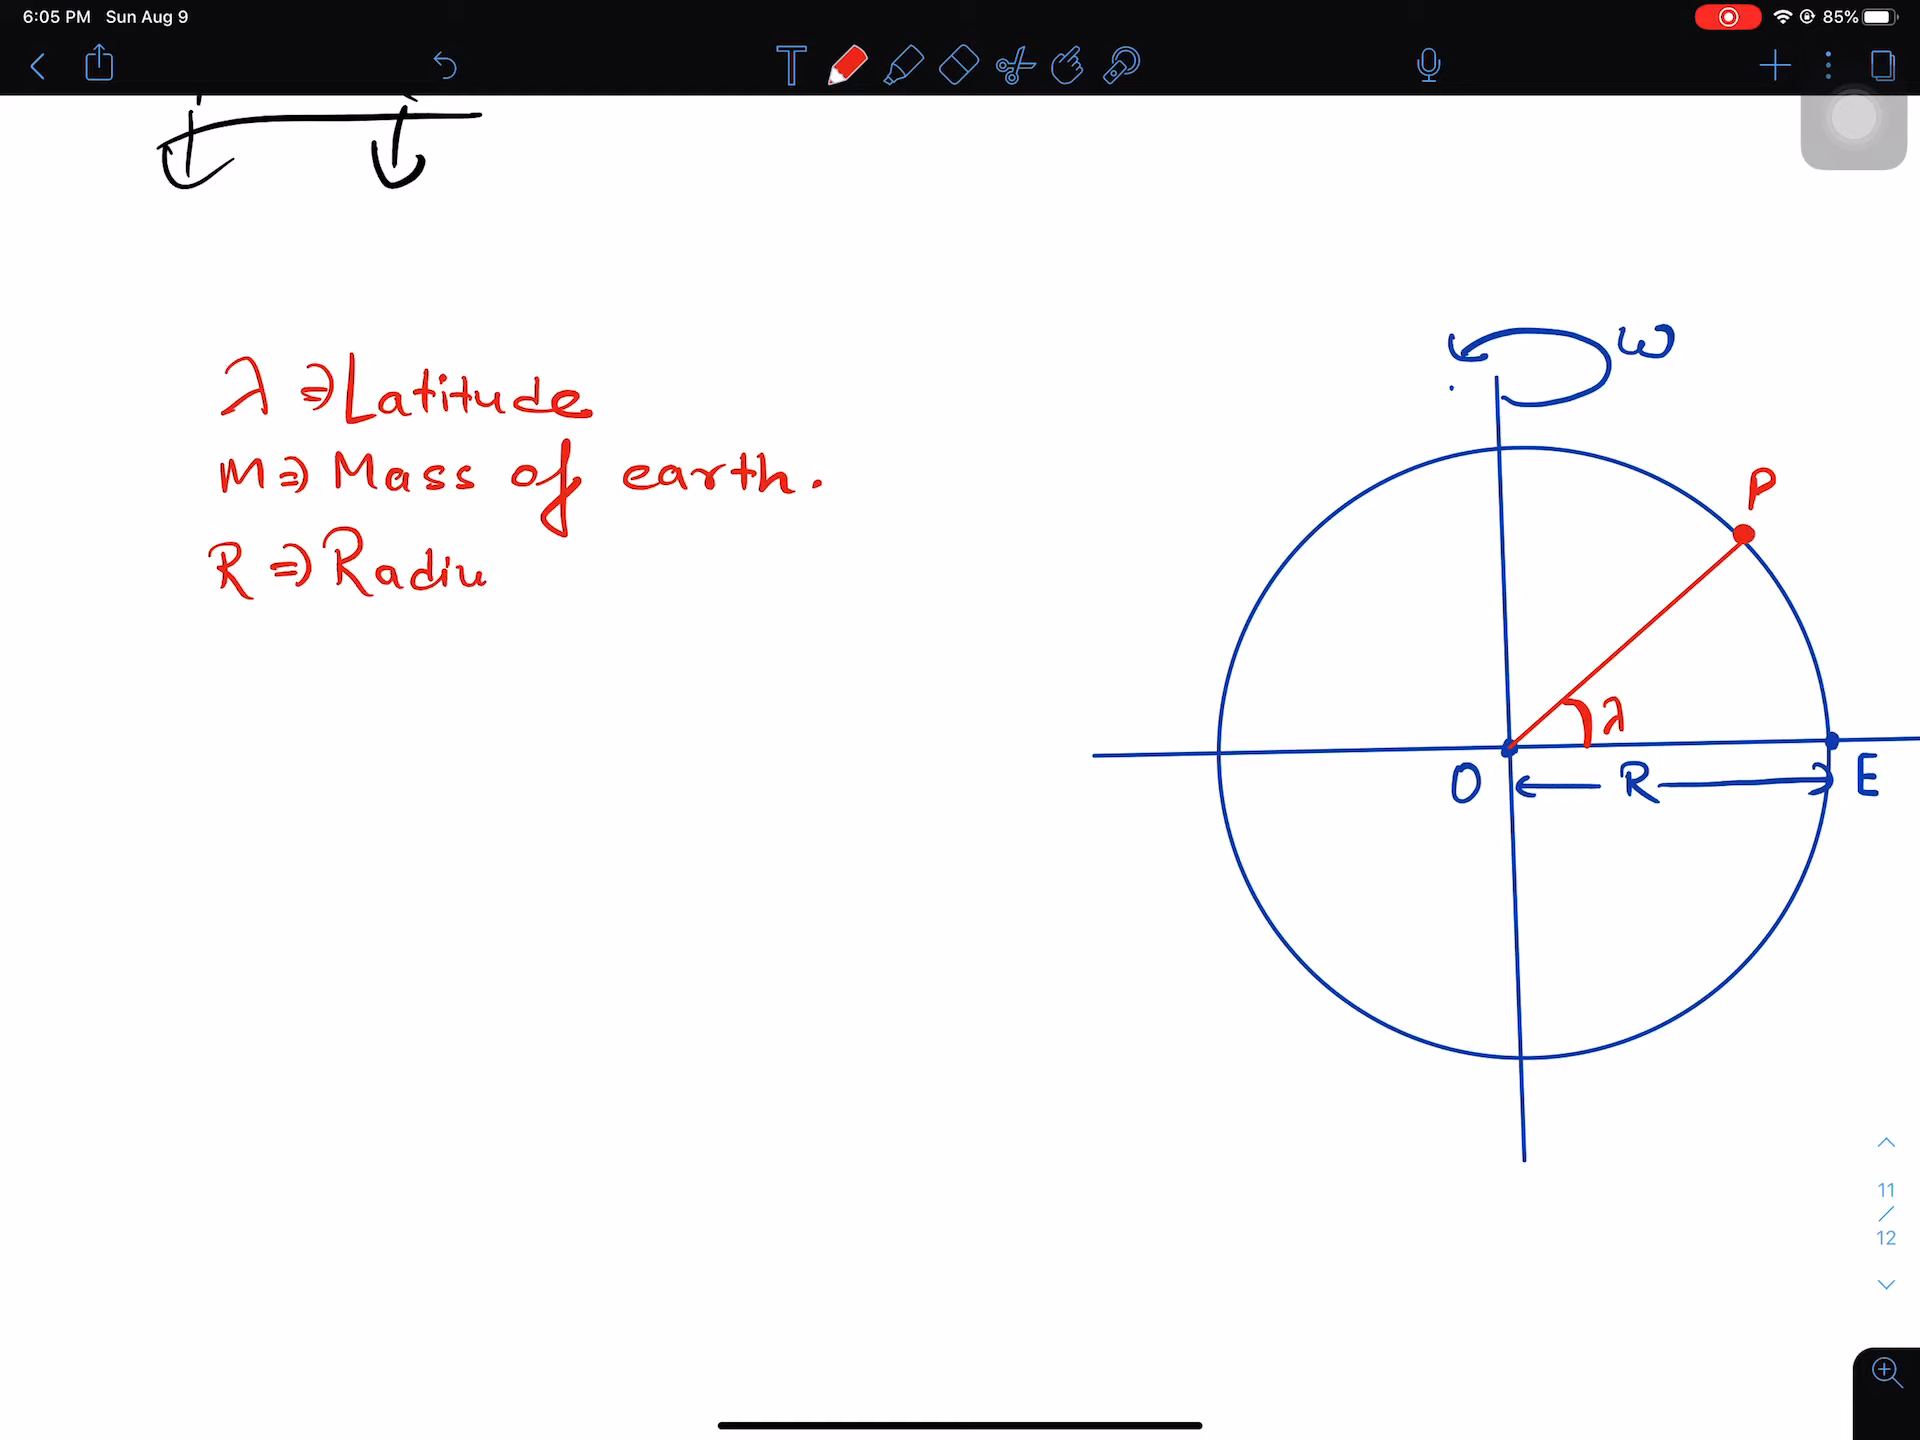 6:05 PM Sun Aug 9
85%
λ ⇒ Latitude
M ⇒ Mass of earth.
R ⇒ Radiu
ω
P
λ
O
R
E
11
/
12